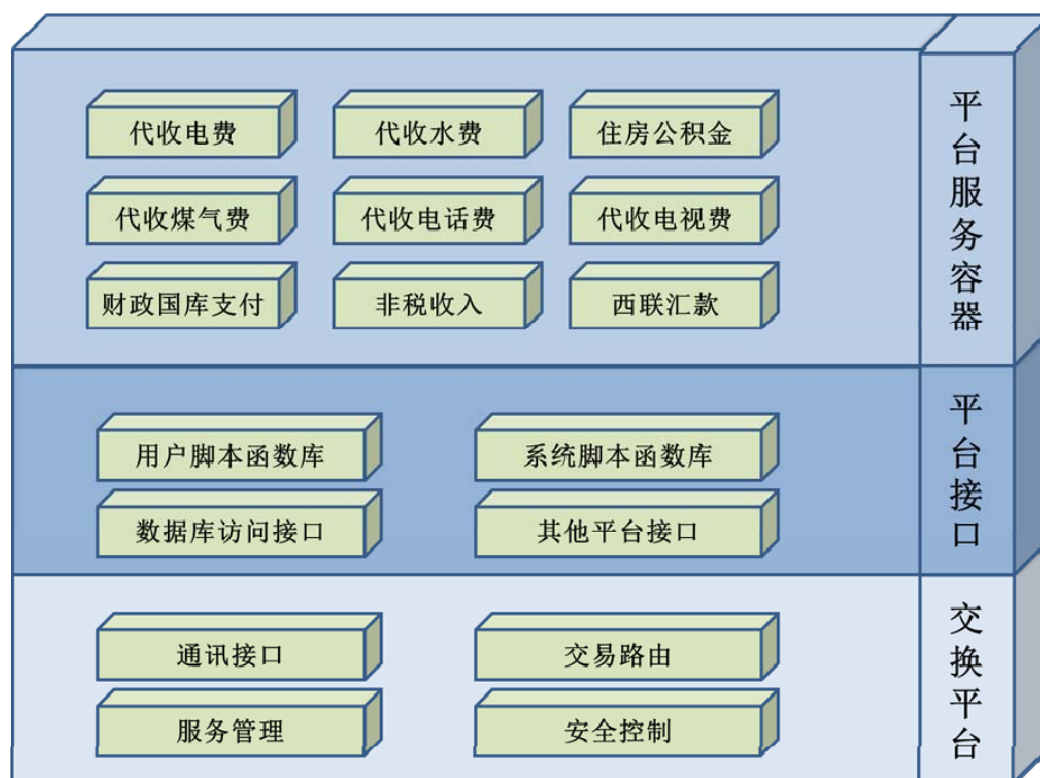 代收电费
代收水费
住房公积金
代收煤气费
代收电话费
代收电视费
财政国库支付
非税收入
西联汇款
平台服务容器
用户脚本函数库
系统脚本函数库
数据库访问接口
其他平台接口
平台接口
通讯接口
交易路由
服务管理
安全控制
交换平台